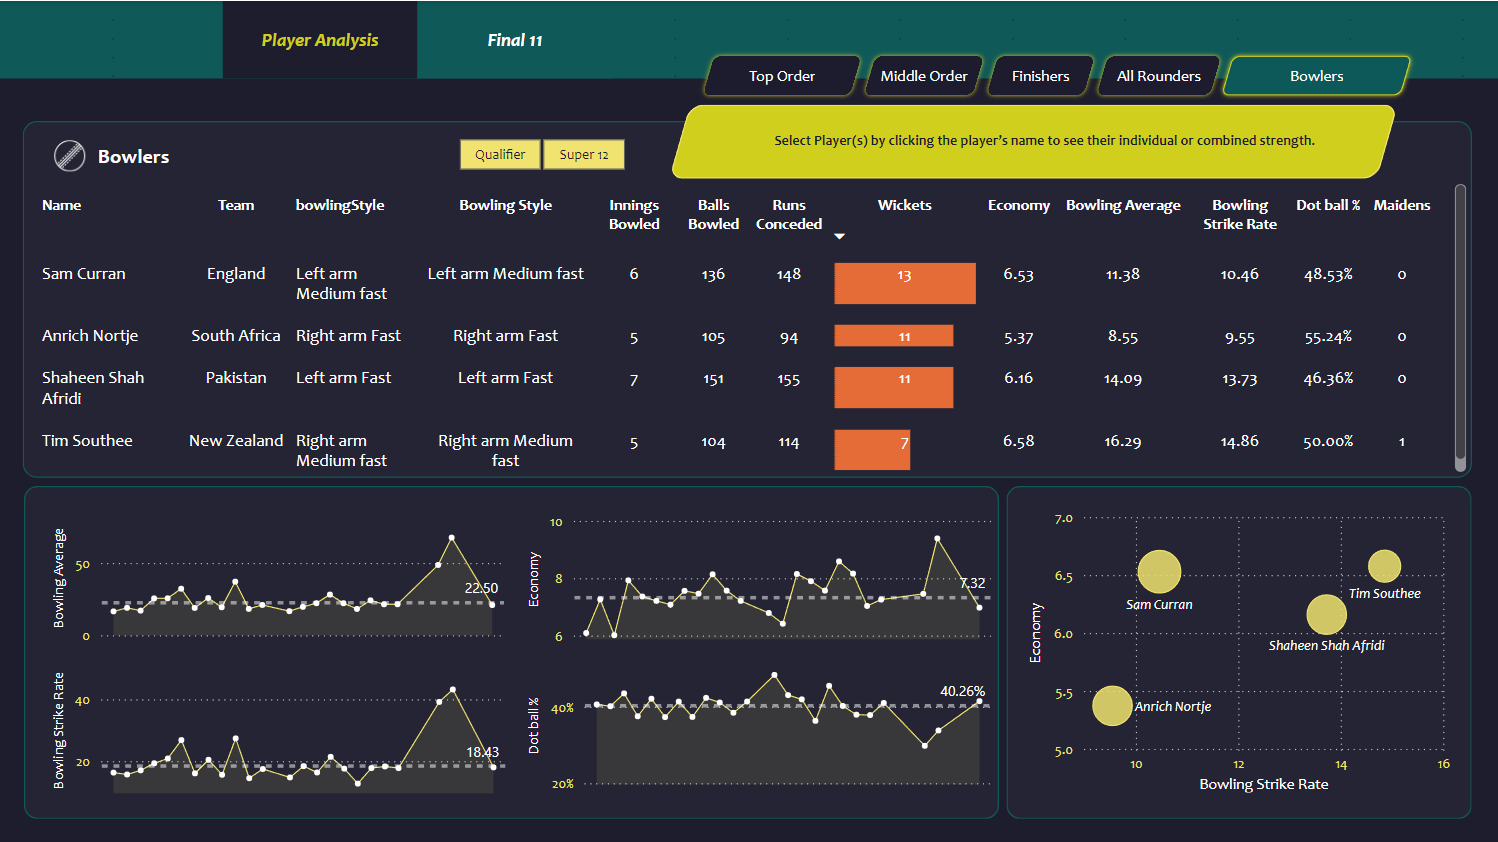 Player Analysis
Final 11
Top Order
Middle Order
Finishers
All Rounders
Bowlers
Select Player(s) by clicking the player's name to see their individual or combined strength.
Bowlers
Qualifier
Super 12
Name Team bowlingStyle Bowling Style Innings Bowled Balls Bowled Runs Conceded Wickets Economy Bowling Average Bowling Strike Rate Dot ball % Maidens
Sam Curran England Left arm Medium fast Left arm Medium fast 6 136 148 13 6.53 11.38 10.46 48.53% 0
Anrich Nortje South Africa Right arm Fast Right arm Fast 5 105 94 11 5.37 8.55 9.55 55.24% 0
Shaheen Shah Afridi Pakistan Left arm Fast Left arm Fast 7 151 155 11 6.16 14.09 13.73 46.36% 0
Tim Southee New Zealand Right arm Medium fast Right arm Medium fast 5 104 114 7 6.58 16.29 14.86 50.00% 1
Bowling Average
50
0
22.50
Economy
10
8
6
7.32
Bowling Strike Rate
40
20
18.43
Dot ball %
40%
20%
40.26%
Economy
7.0
6.5
6.0
5.5
5.0
Sam Curran
Tim Southee
Shaheen Shah Afridi
Anrich Nortje
10 12 14 16
Bowling Strike Rate